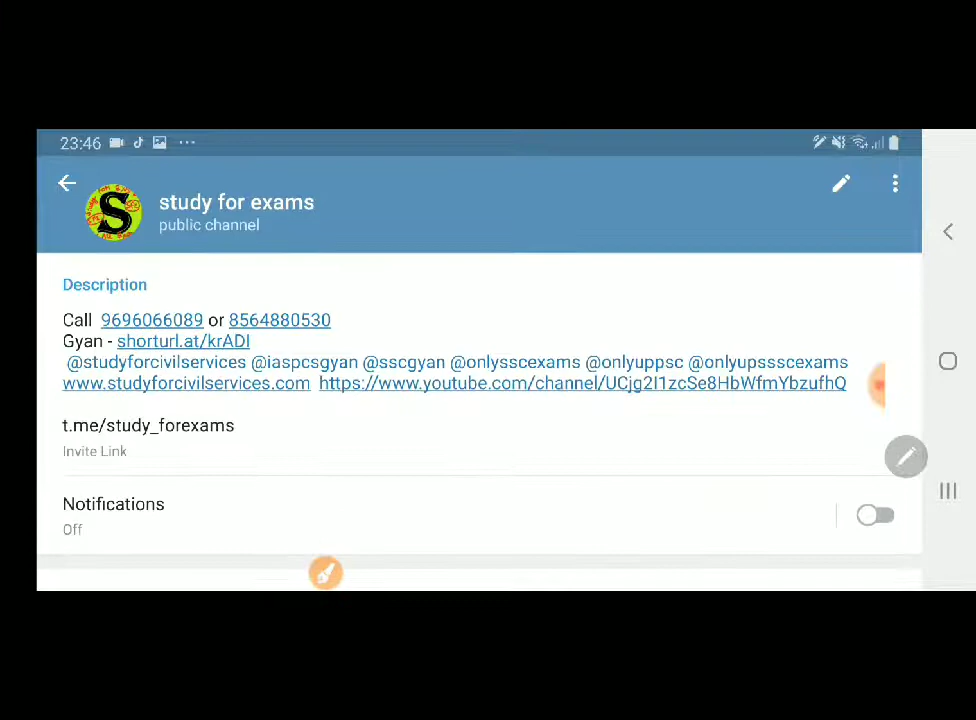 23:46
study for exams
public channel
S
Description
Call 9696066089 or 8564880530
Gyan - shorturl.at/krADI
@studyforcivilservices @iaspcsgyan @sscgyan @onlysscexams @onlyuppsc @onlyupssscexams
www.studyforcivilservices.com https://www.youtube.com/channel/UCjg2I1zcSe8HbWfmYbzufhQ
t.me/study_forexams
Invite Link
Notifications
Off